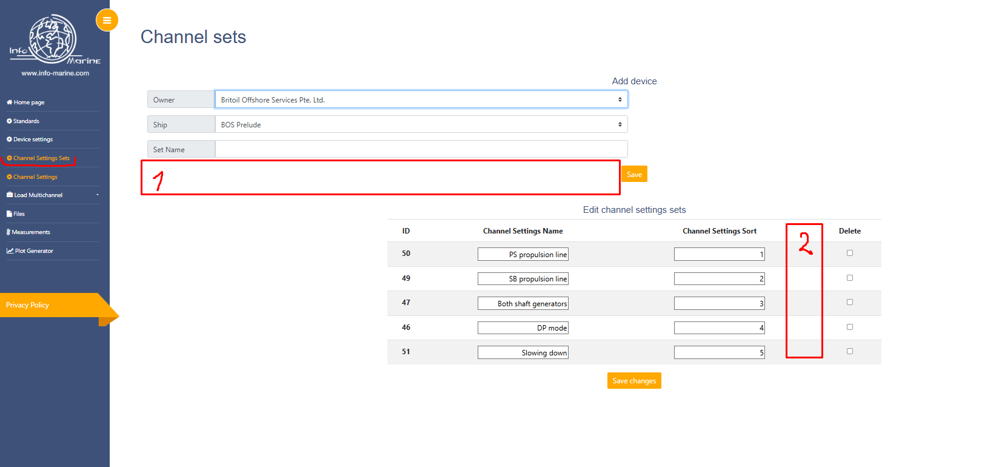 Info
Marine
www.info-marine.com
Home page
Standards
Device settings
Channel Settings Sets
Channel Settings
Load Multichannel
Files
Measurements
Plot Generator
Privacy Policy
Channel sets
Add device
Owner Britoil Offshore Services Pte. Ltd.
Ship BOS Prelude
Set Name
1
Save
Edit channel settings sets
ID Channel Settings Name Channel Settings Sort 2 Delete
50 PS propulsion line 1
49 SB propulsion line 2
47 Both shaft generators 3
46 DP mode 4
51 Slowing down 5
Save changes